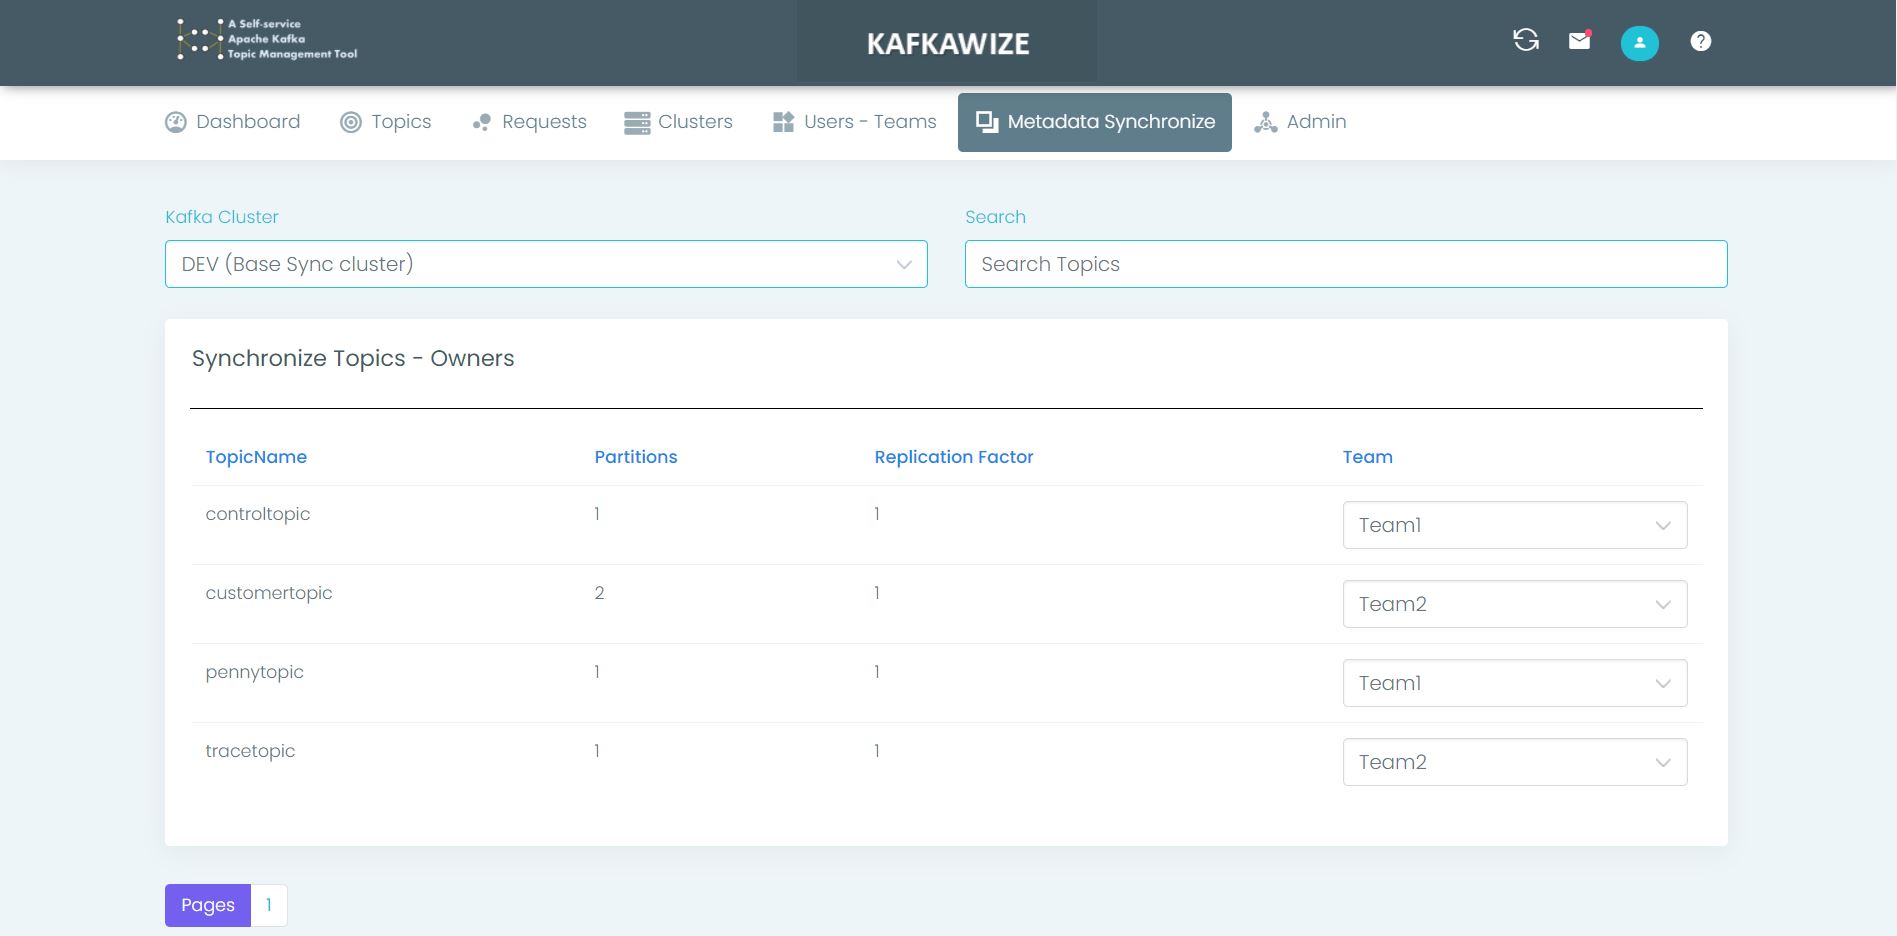 A Self-service
Apache Kafka
Topic Management Tool
KAFKAWIZE
Dashboard Topics Requests Clusters Users - Teams Metadata Synchronize Admin
Kafka Cluster Search
DEV (Base Sync cluster) Search Topics
Synchronize Topics - Owners
TopicName Partitions Replication Factor Team
controltopic 1 1 Team1
customertopic 2 1 Team2
pennytopic 1 1 Team1
tracetopic 1 1 Team2
Pages 1